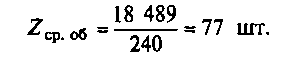 Z ср. об = 18 489 / 240 = 77 шт.